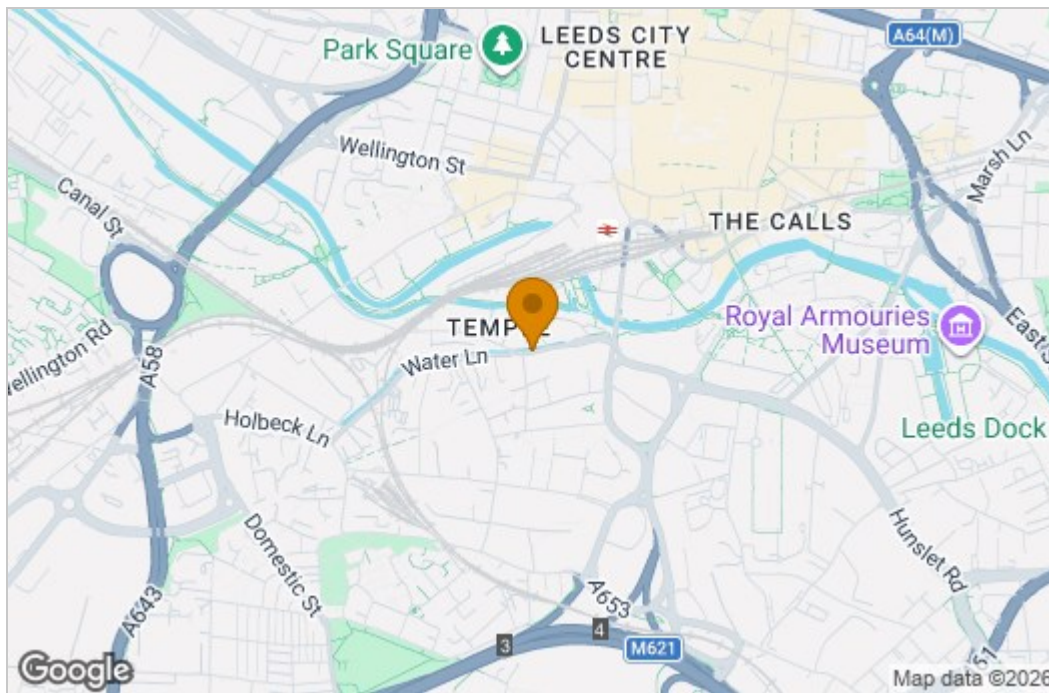 LEEDS CITY
CENTRE
Park Square
A64(M)
Wellington St
Canal St
Marsh Ln
THE CALLS
Royal Armouries
Museum
East S
TEMPLE
Water Ln
Wellington Rd
A58
Holbeck Ln
Leeds Dock
Domestic St
Hunslet Rd
A643
A653
3
4
M621
Google
Map data ©2026